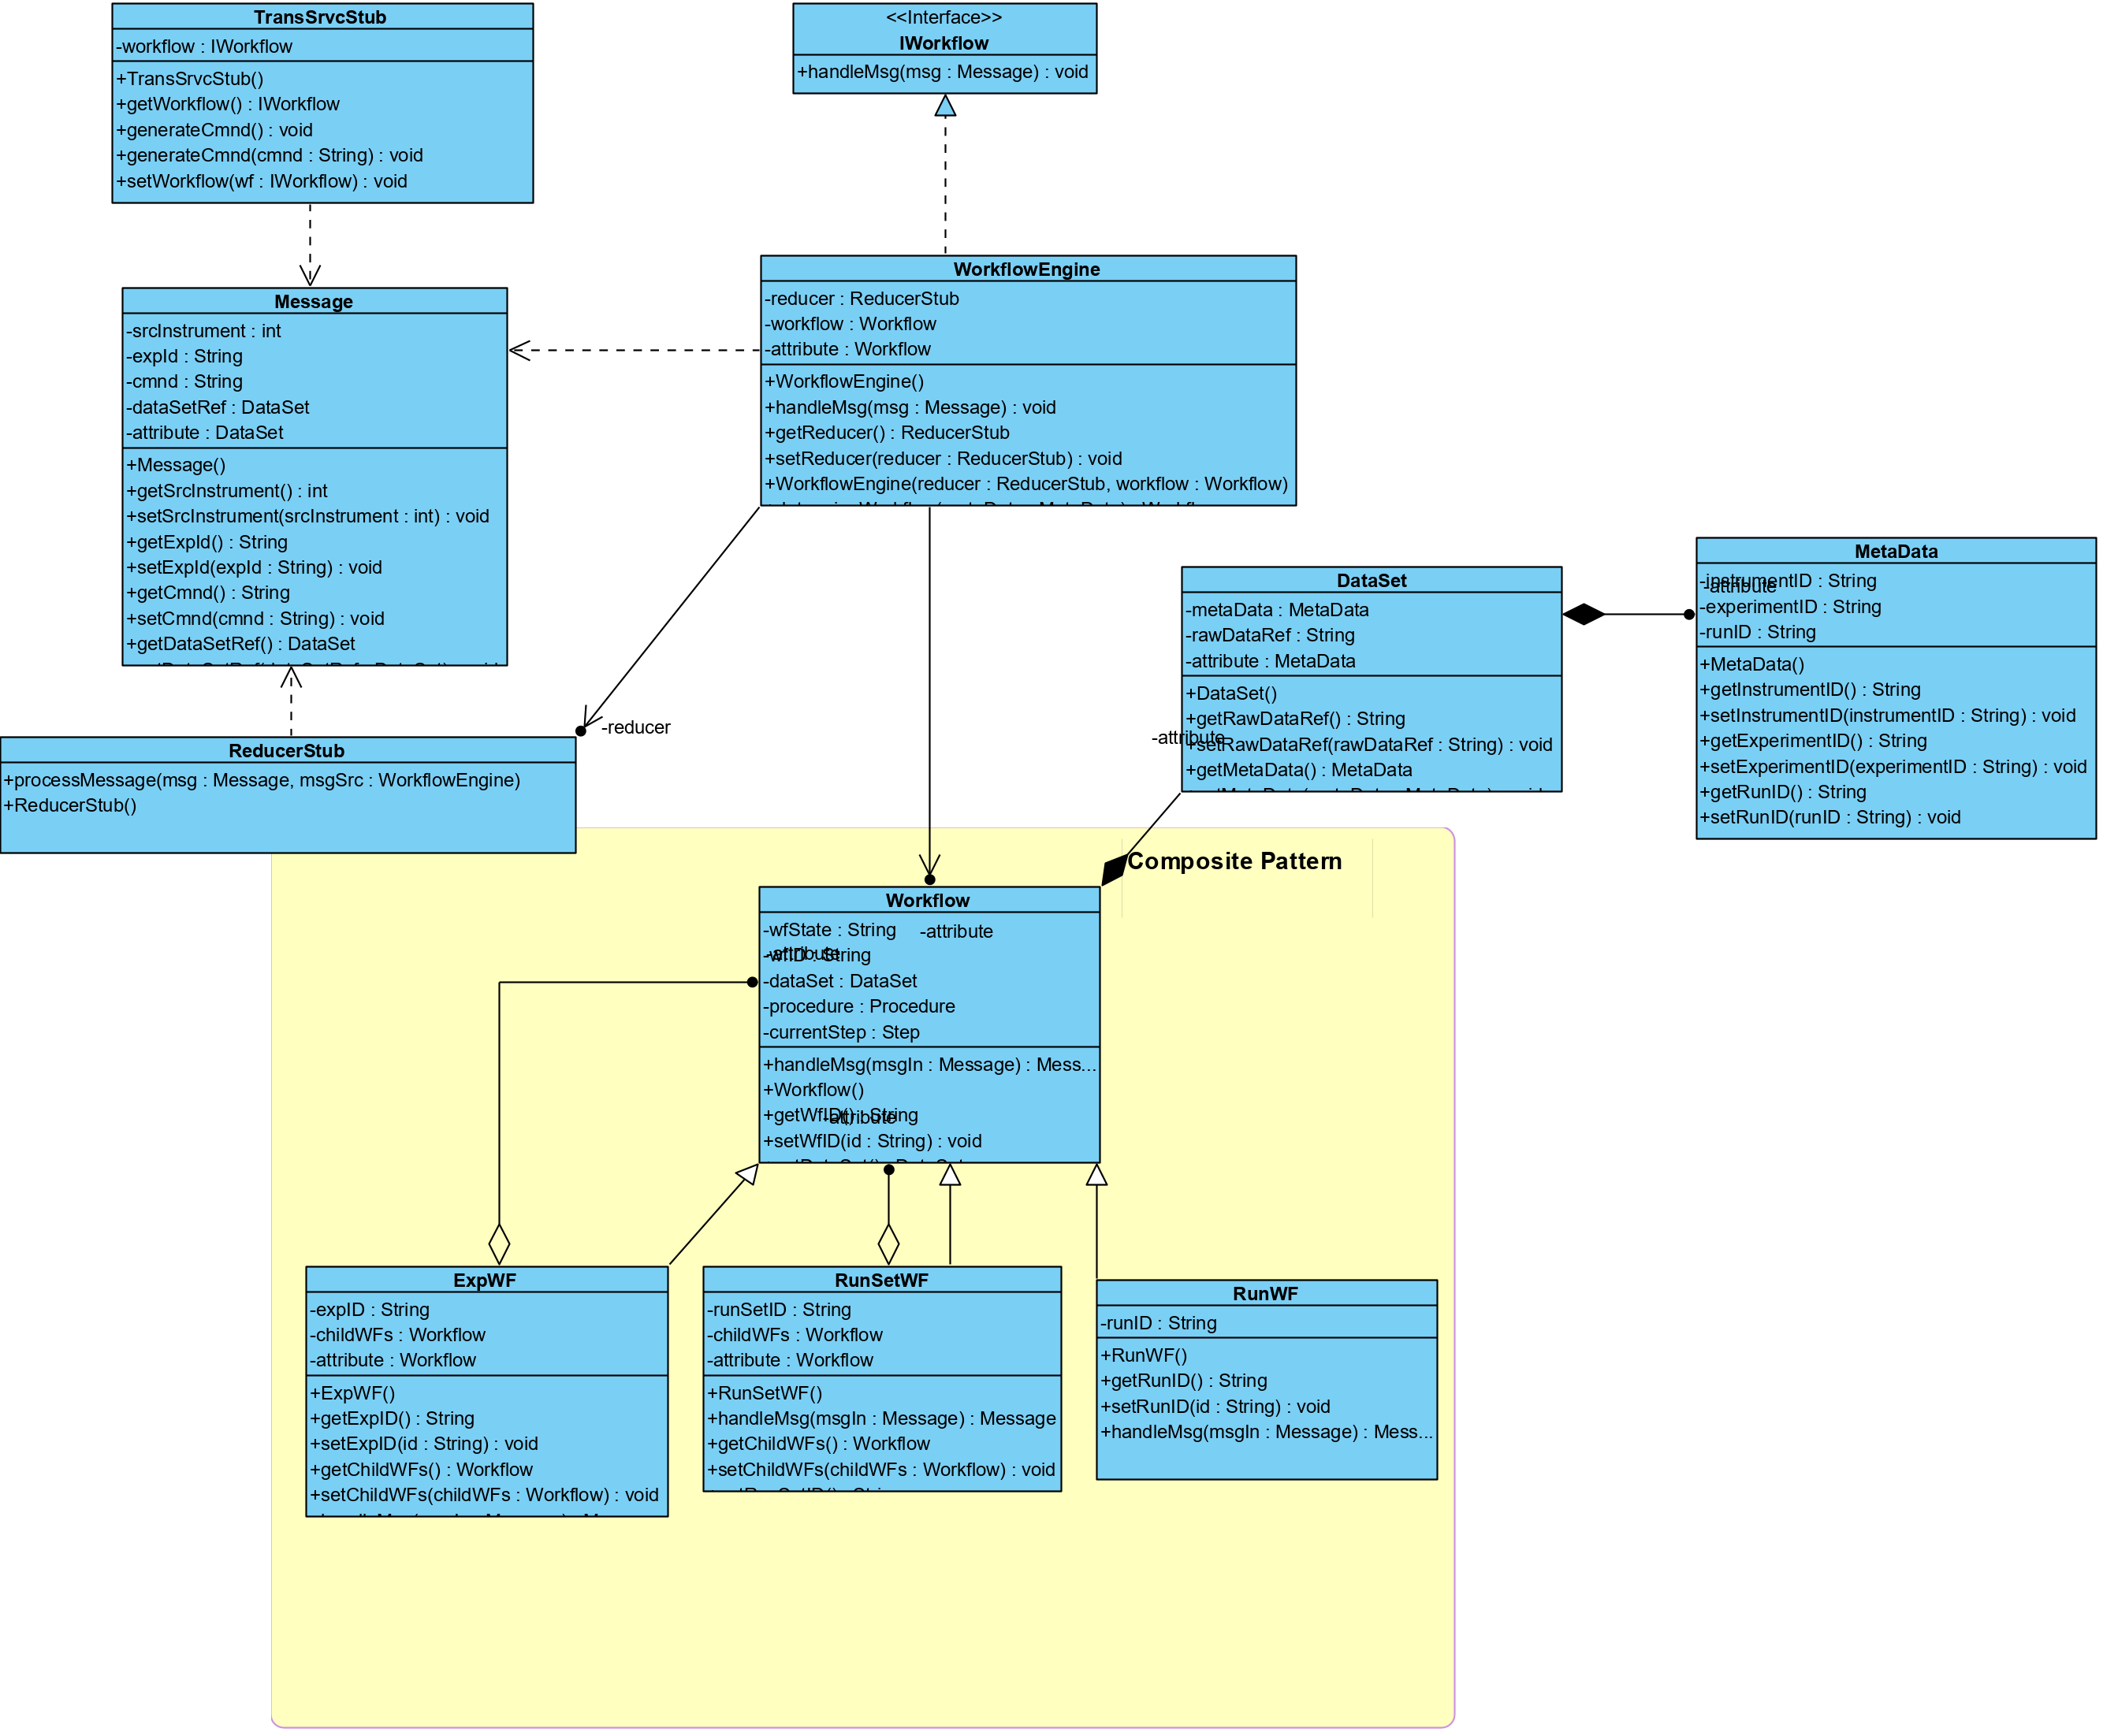 TransSrvcStub
-workflow : IWorkflow
+TransSrvcStub()
+getWorkflow() : IWorkflow
+generateCmnd() : void
+generateCmnd(cmnd : String) : void
+setWorkflow(wf : IWorkflow) : void
<<Interface>>
IWorkflow
+handleMsg(msg : Message) : void
Message
-srcInstrument : int
-expId : String
-cmnd : String
-dataSetRef : DataSet
-attribute : DataSet
+Message()
+getSrcInstrument() : int
+setSrcInstrument(srcInstrument : int) : void
+getExpId() : String
+setExpId(expId : String) : void
+getCmnd() : String
+setCmnd(cmnd : String) : void
+getDataSetRef() : DataSet
WorkflowEngine
-reducer : ReducerStub
-workflow : Workflow
-attribute : Workflow
+WorkflowEngine()
+handleMsg(msg : Message) : void
+getReducer() : ReducerStub
+setReducer(reducer : ReducerStub) : void
+WorkflowEngine(reducer : ReducerStub, workflow : Workflow)
-reducer
ReducerStub
+processMessage(msg : Message, msgSrc : WorkflowEngine)
+ReducerStub()
DataSet
-metaData : MetaData
-rawDataRef : String
-attribute : MetaData
+DataSet()
+getRawDataRef() : String
-attribute
+setRawDataRef(rawDataRef : String) : void
+getMetaData() : MetaData
MetaData
-instrumentID : String
-attribute
-experimentID : String
-runID : String
+MetaData()
+getInstrumentID() : String
+setInstrumentID(instrumentID : String) : void
+getExperimentID() : String
+setExperimentID(experimentID : String) : void
+getRunID() : String
+setRunID(runID : String) : void
Composite Pattern
Workflow
-wfState : String
-attribute
-attribute
-wfID : String
-dataSet : DataSet
-procedure : Procedure
-currentStep : Step
+handleMsg(msgIn : Message) : Mess...
+Workflow()
+getWfID() : String
-attribute
+setWfID(id : String) : void
ExpWF
-expID : String
-childWFs : Workflow
-attribute : Workflow
+ExpWF()
+getExpID() : String
+setExpID(id : String) : void
+getChildWFs() : Workflow
+setChildWFs(childWFs : Workflow) : void
RunSetWF
-runSetID : String
-childWFs : Workflow
-attribute : Workflow
+RunSetWF()
+handleMsg(msgIn : Message) : Message
+getChildWFs() : Workflow
+setChildWFs(childWFs : Workflow) : void
RunWF
-runID : String
+RunWF()
+getRunID() : String
+setRunID(id : String) : void
+handleMsg(msgIn : Message) : Mess...